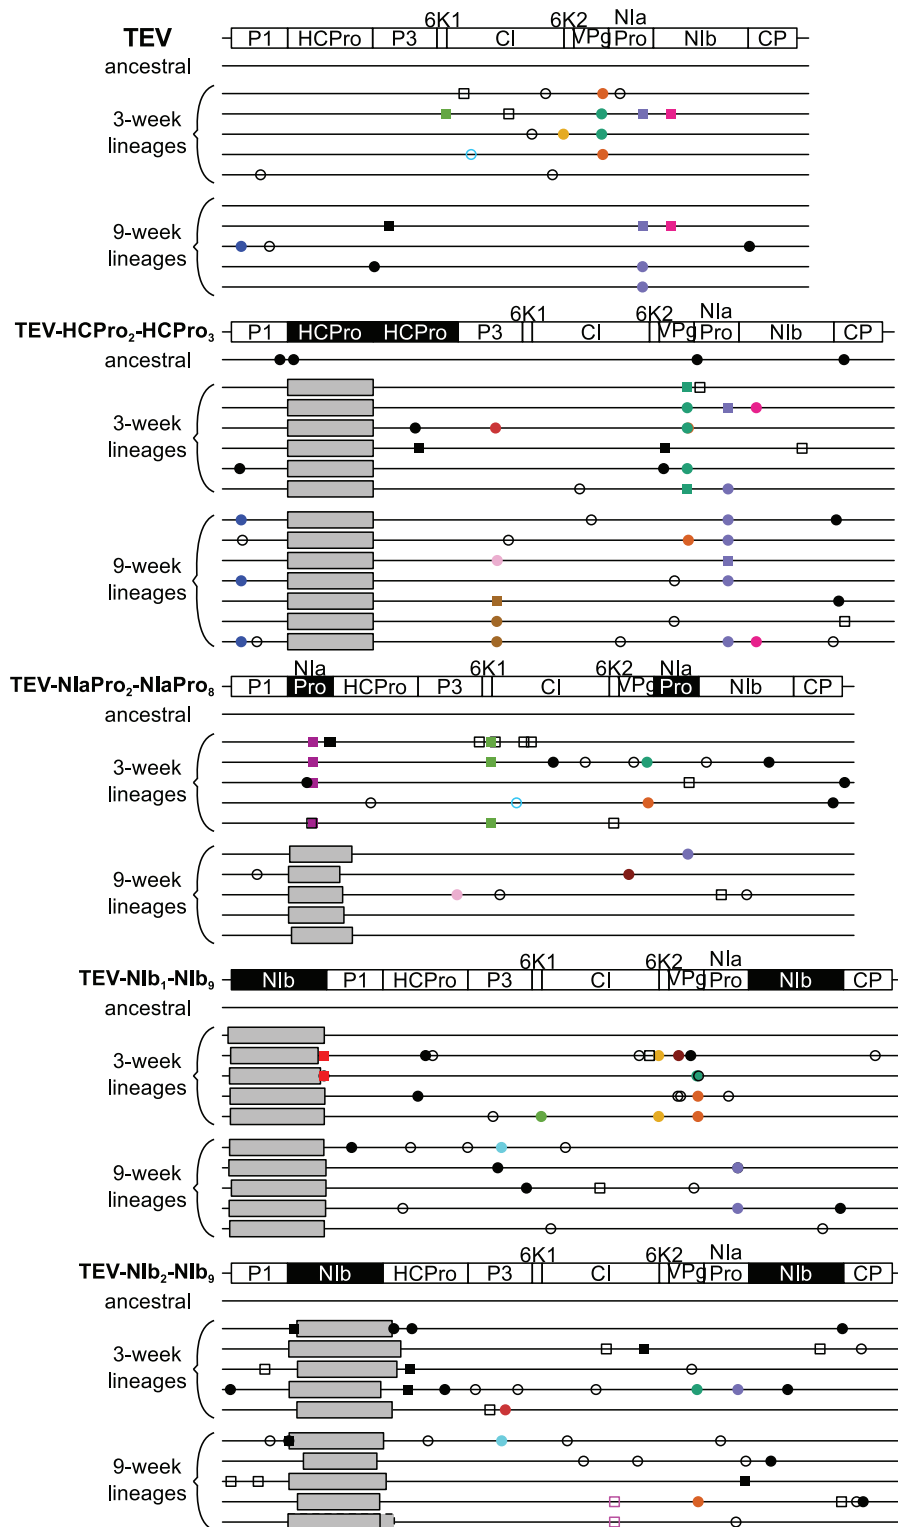 6K1 6K2 NIa
TEV P1 HCPro P3 CI VPg Pro NIb CP
ancestral
3-week
lineages
9-week
lineages
6K1 6K2 NIa
TEV-HCPro₂-HCPro₃ P1 HCPro HCPro P3 CI VPg Pro NIb CP
ancestral
3-week
lineages
9-week
lineages
NIa 6K1 6K2 NIa
TEV-NIaPro₂-NIaPro₈ P1 Pro HCPro P3 CI VPg Pro NIb CP
ancestral
3-week
lineages
9-week
lineages
6K1 6K2 NIa
TEV-NIb₁-NIb₉ NIb P1 HCPro P3 CI VPg Pro NIb CP
ancestral
3-week
lineages
9-week
lineages
6K1 6K2 NIa
TEV-NIb₂-NIb₉ P1 NIb HCPro P3 CI VPg Pro NIb CP
ancestral
3-week
lineages
9-week
lineages